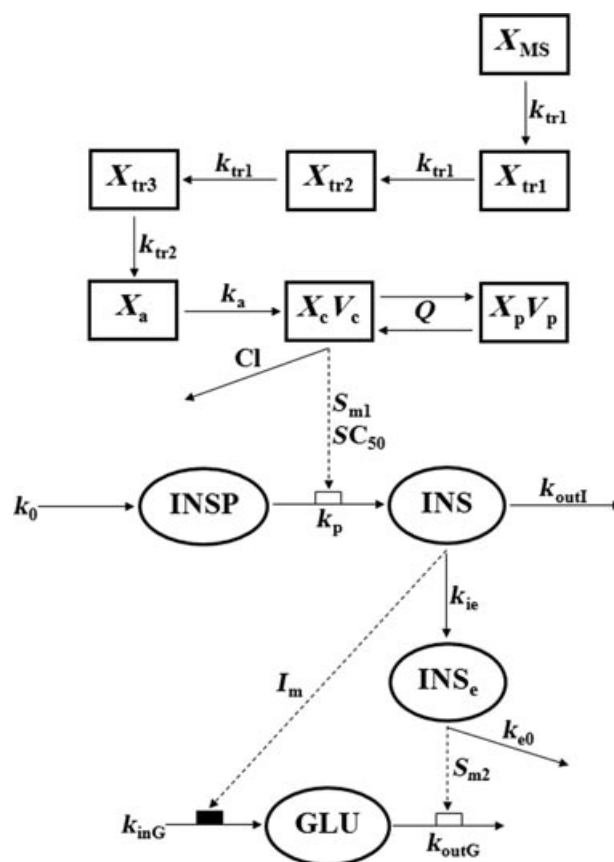 X_MS
k_tr1
X_tr3 k_tr1 X_tr2 k_tr1 X_tr1
k_tr2
X_a k_a X_c V_c Q X_p V_p
Cl
S_m1
SC_50
k_0 INSP k_p INS k_outI
k_ie
I_m
INS_e
k_e0
S_m2
k_inG GLU k_outG